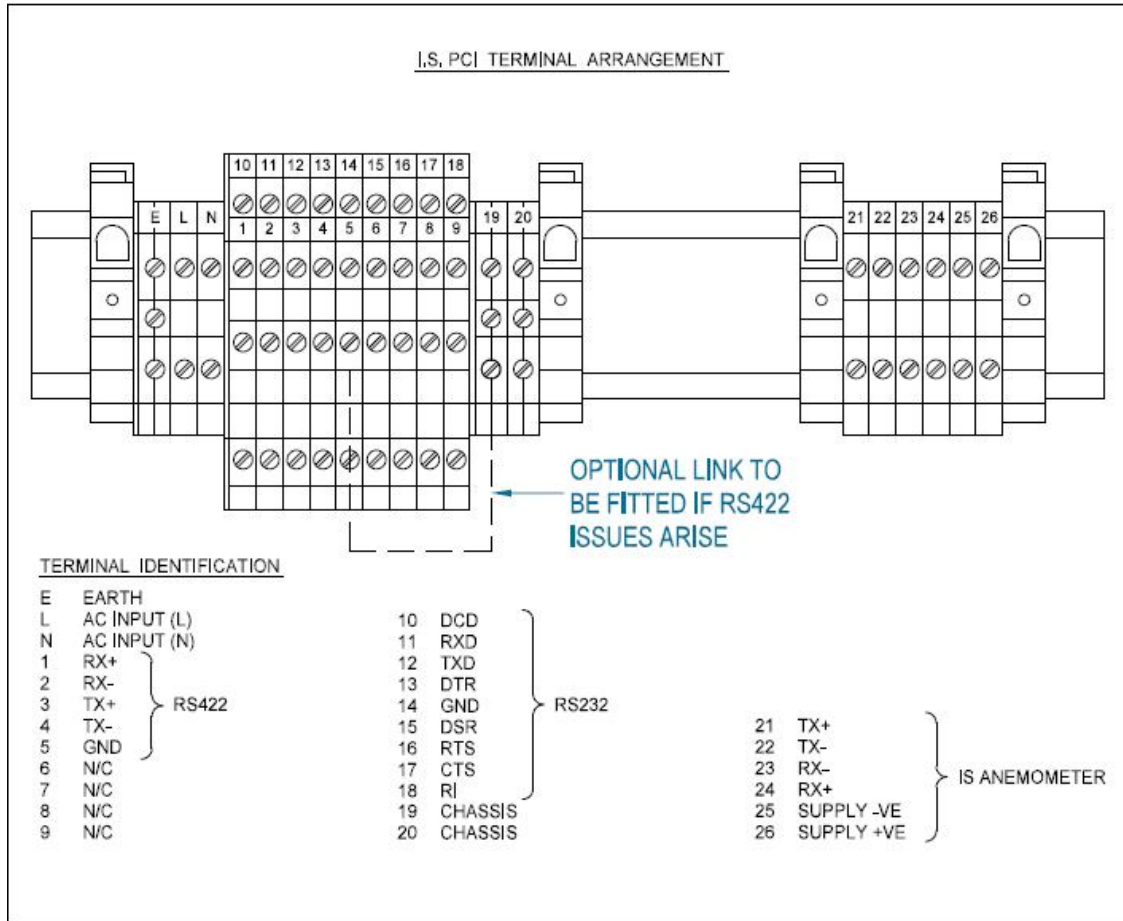 I.S. PCI TERMINAL ARRANGEMENT
10 11 12 13 14 15 16 17 18
E L N
1 2 3 4 5 6 7 8 9
19 20
21 22 23 24 25 26
OPTIONAL LINK TO
BE FITTED IF RS422
ISSUES ARISE
TERMINAL IDENTIFICATION
E EARTH
L AC INPUT (L)
N AC INPUT (N)
1 RX+
2 RX-
3 TX+
4 TX-
5 GND
RS422
6 N/C
7 N/C
8 N/C
9 N/C
10 DCD
11 RXD
12 TXD
13 DTR
14 GND
15 DSR
16 RTS
17 CTS
18 RI
RS232
19 CHASSIS
20 CHASSIS
21 TX+
22 TX-
23 RX-
24 RX+
25 SUPPLY -VE
26 SUPPLY +VE
IS ANEMOMETER